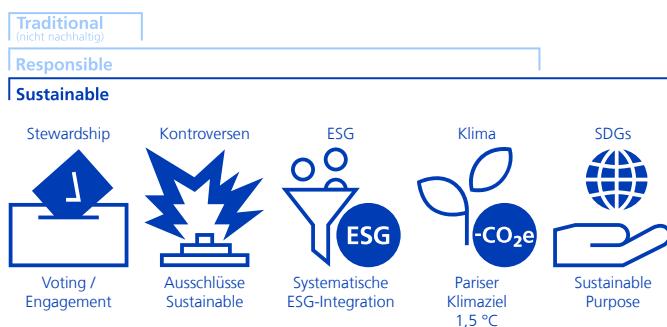 Traditional
(nicht nachhaltig)
Responsible
Sustainable
Stewardship
Kontroversen
ESG
Klima
SDGs
ESG
-CO₂e
Voting /
Engagement
Ausschlüsse
Sustainable
Systematische
ESG-Integration
Pariser
Klimaziel
1,5 °C
Sustainable
Purpose